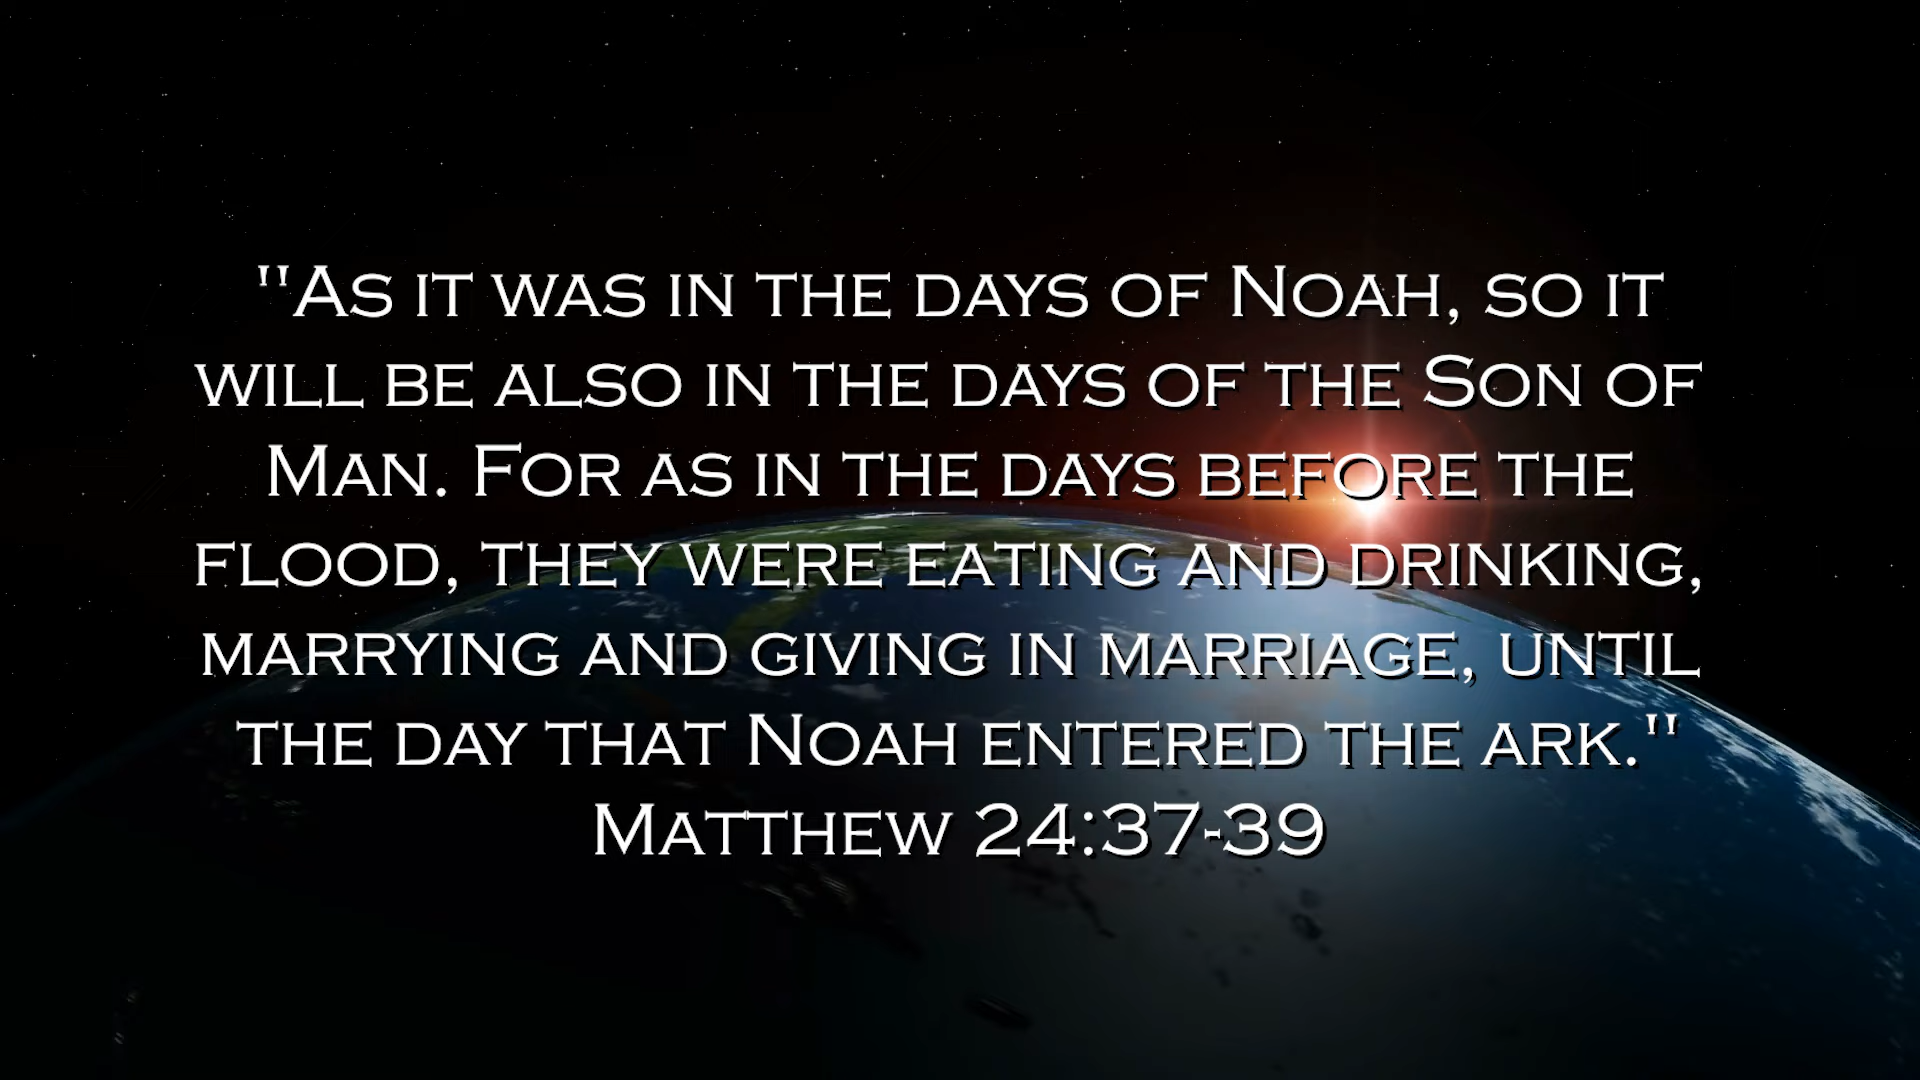 "As it was in the days of Noah, so it
will be also in the days of the Son of
Man. For as in the days before the
flood, they were eating and drinking,
marrying and giving in marriage, until
the day that Noah entered the ark."
Matthew 24:37-39